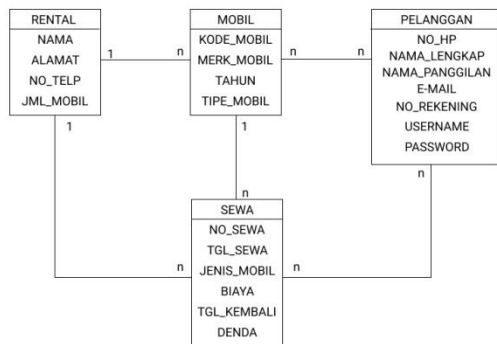 RENTAL
NAMA
ALAMAT
NO_TELP
JML_MOBIL
1
n
MOBIL
KODE_MOBIL
MERK_MOBIL
TAHUN
TIPE_MOBIL
n
n
PELANGGAN
NO_HP
NAMA_LENGKAP
NAMA_PANGGILAN
E-MAIL
NO_REKENING
USERNAME
PASSWORD
1
1
n
n
SEWA
NO_SEWA
TGL_SEWA
JENIS_MOBIL
BIAYA
TGL_KEMBALI
DENDA
n
n